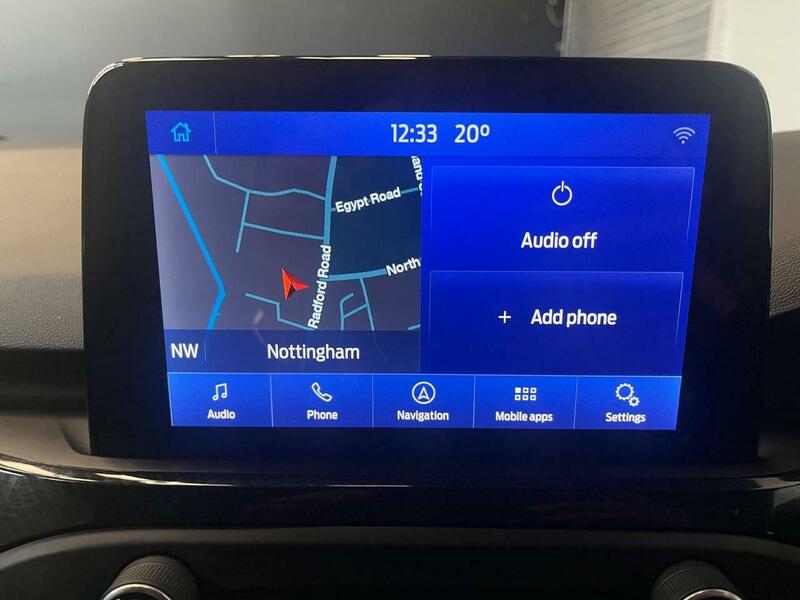 12:33 20°
Egypt Road
North
Radford Road
NW
Nottingham
Audio off
+ Add phone
Audio
Phone
Navigation
Mobile apps
Settings